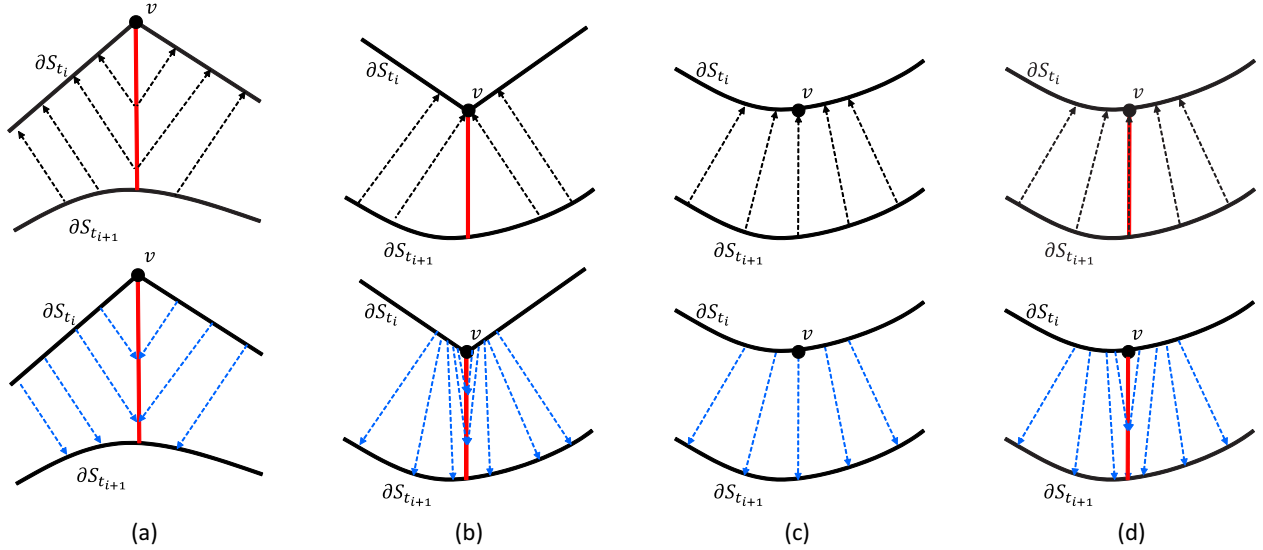 v
v
v
v
∂S_{t_i}
∂S_{t_i}
∂S_{t_i}
∂S_{t_i}
∂S_{t_{i+1}}
∂S_{t_{i+1}}
∂S_{t_{i+1}}
∂S_{t_{i+1}}
v
v
v
v
∂S_{t_i}
∂S_{t_i}
∂S_{t_i}
∂S_{t_i}
∂S_{t_{i+1}}
∂S_{t_{i+1}}
∂S_{t_{i+1}}
∂S_{t_{i+1}}
(a)
(b)
(c)
(d)